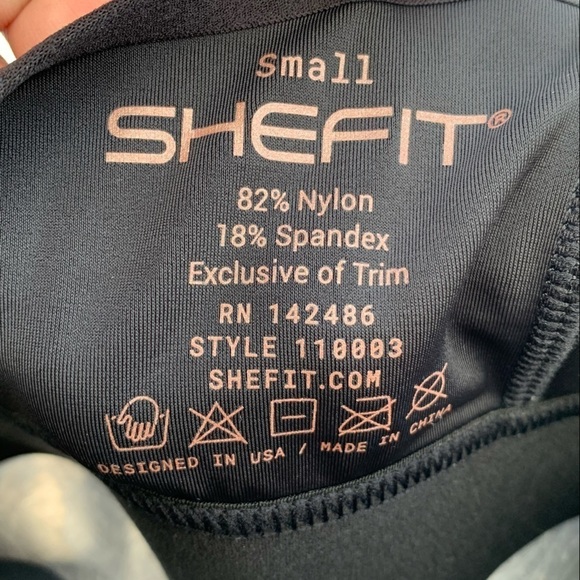 small
SHEFIT®
82% Nylon
18% Spandex
Exclusive of Trim
RN 142486
STYLE 110003
SHEFIT.COM
DESIGNED IN USA / MADE IN CHINA